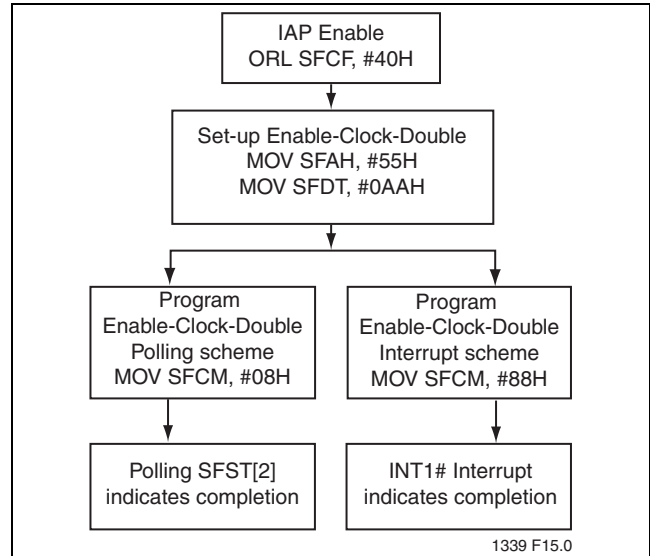 IAP Enable
ORL SFCF, #40H
Set-up Enable-Clock-Double
MOV SFAH, #55H
MOV SFDT, #0AAH
Program
Enable-Clock-Double
Polling scheme
MOV SFCM, #08H
Program
Enable-Clock-Double
Interrupt scheme
MOV SFCM, #88H
Polling SFST[2]
indicates completion
INT1# Interrupt
indicates completion
1339 F15.0